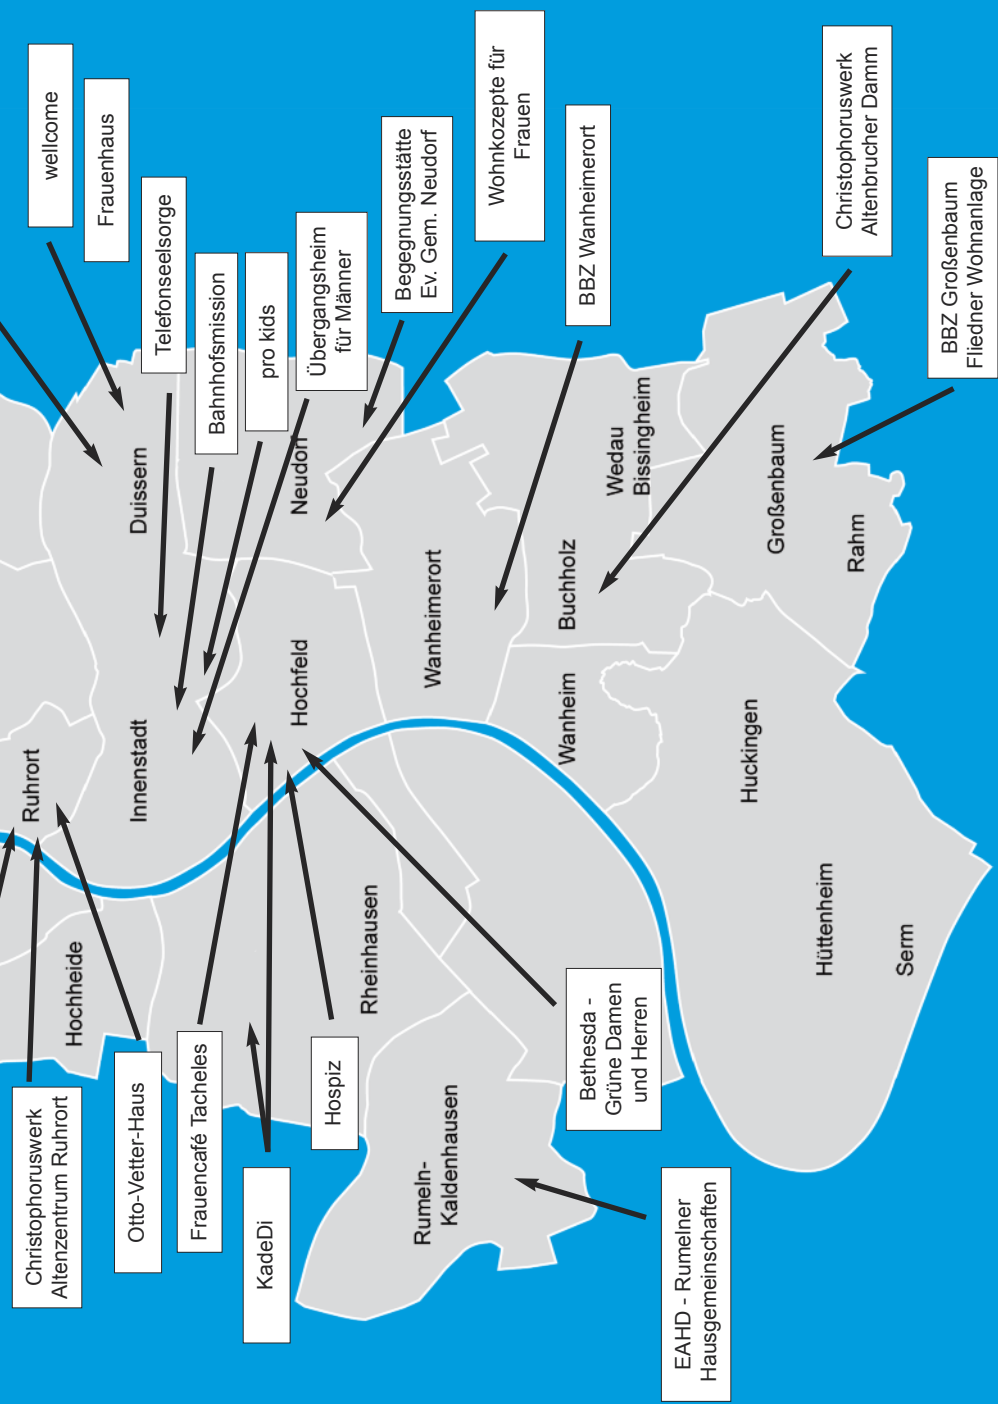 Christophoruswerk
Altenzentrum Ruhrort
Otto-Vetter-Haus
Frauencafé Tacheles
KadeDi
Hospiz
Bethesda -
Grüne Damen
und Herren
EAHD - Rumelner
Hausgemeinschaften
Ruhrort
Hochheide
Innenstadt
Duissern
Rheinhausen
Hochfeld
Neudorf
Rumeln-
Kaldenhausen
Wanheimerort
Wanheim
Buchholz
Wedau
Bissingheim
Huckingen
Großenbaum
Rahm
Hüttenheim
Serm
wellcome
Frauenhaus
Telefonseelsorge
Bahnhofsmission
pro kids
Übergangsheim
für Männer
Begegnungsstätte
Ev. Gem. Neudorf
Wohnkozepte für
Frauen
BBZ Wanheimerort
Christophoruswerk
Altenbrucher Damm
BBZ Großenbaum
Fliedner Wohnanlage